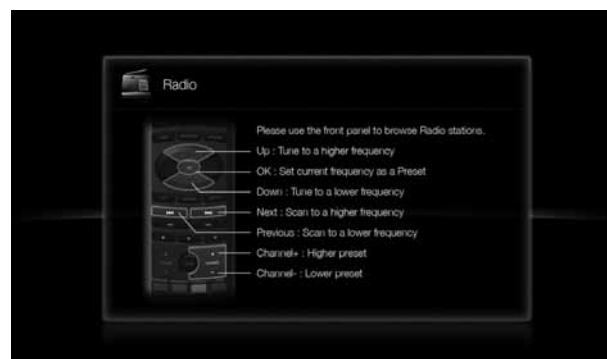 Radio
Please use the front panel to browse Radio stations.
Up : Tune to a higher frequency
OK : Set current frequency as a Preset
Down : Tune to a lower frequency
Next : Scan to a higher frequency
Previous : Scan to a lower frequency
Channel+ : Higher preset
Channel- : Lower preset